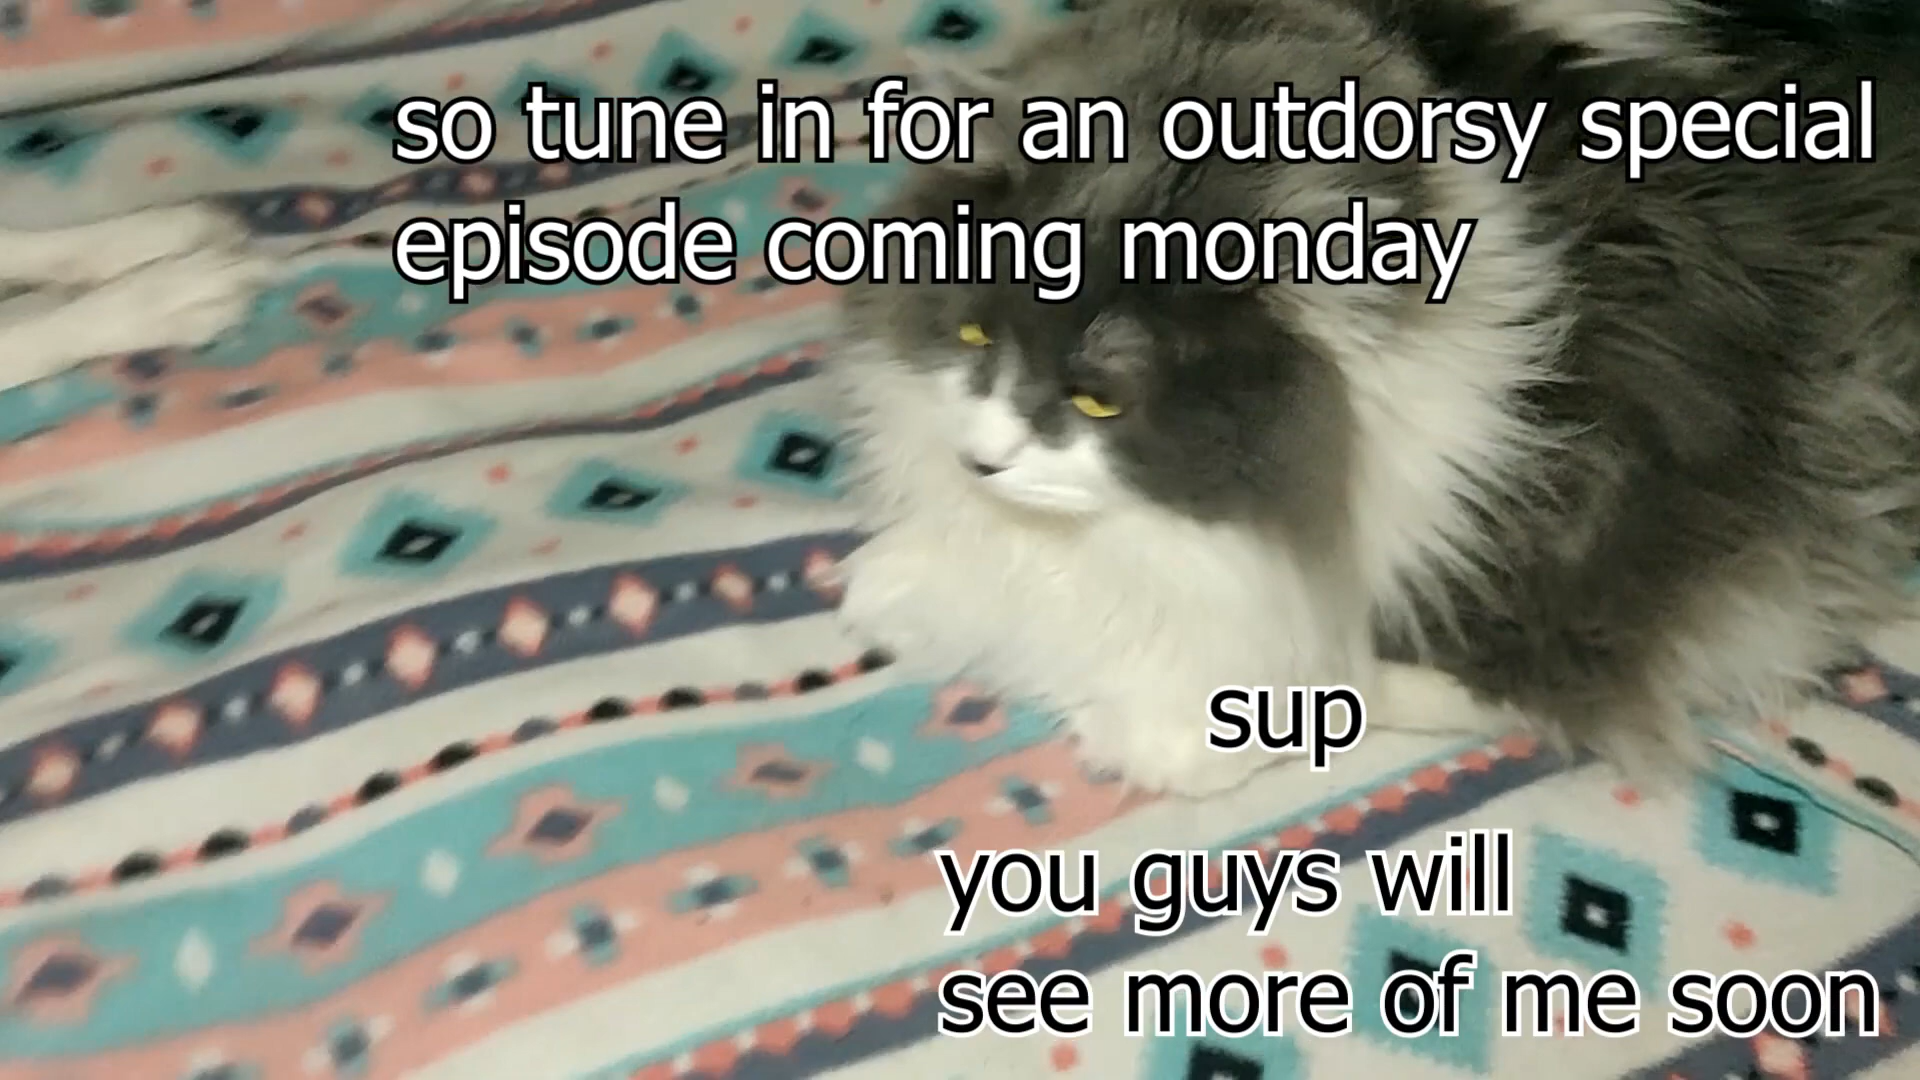 so tune in for an outdorsy special
episode coming monday
sup
you guys will
see more of me soon